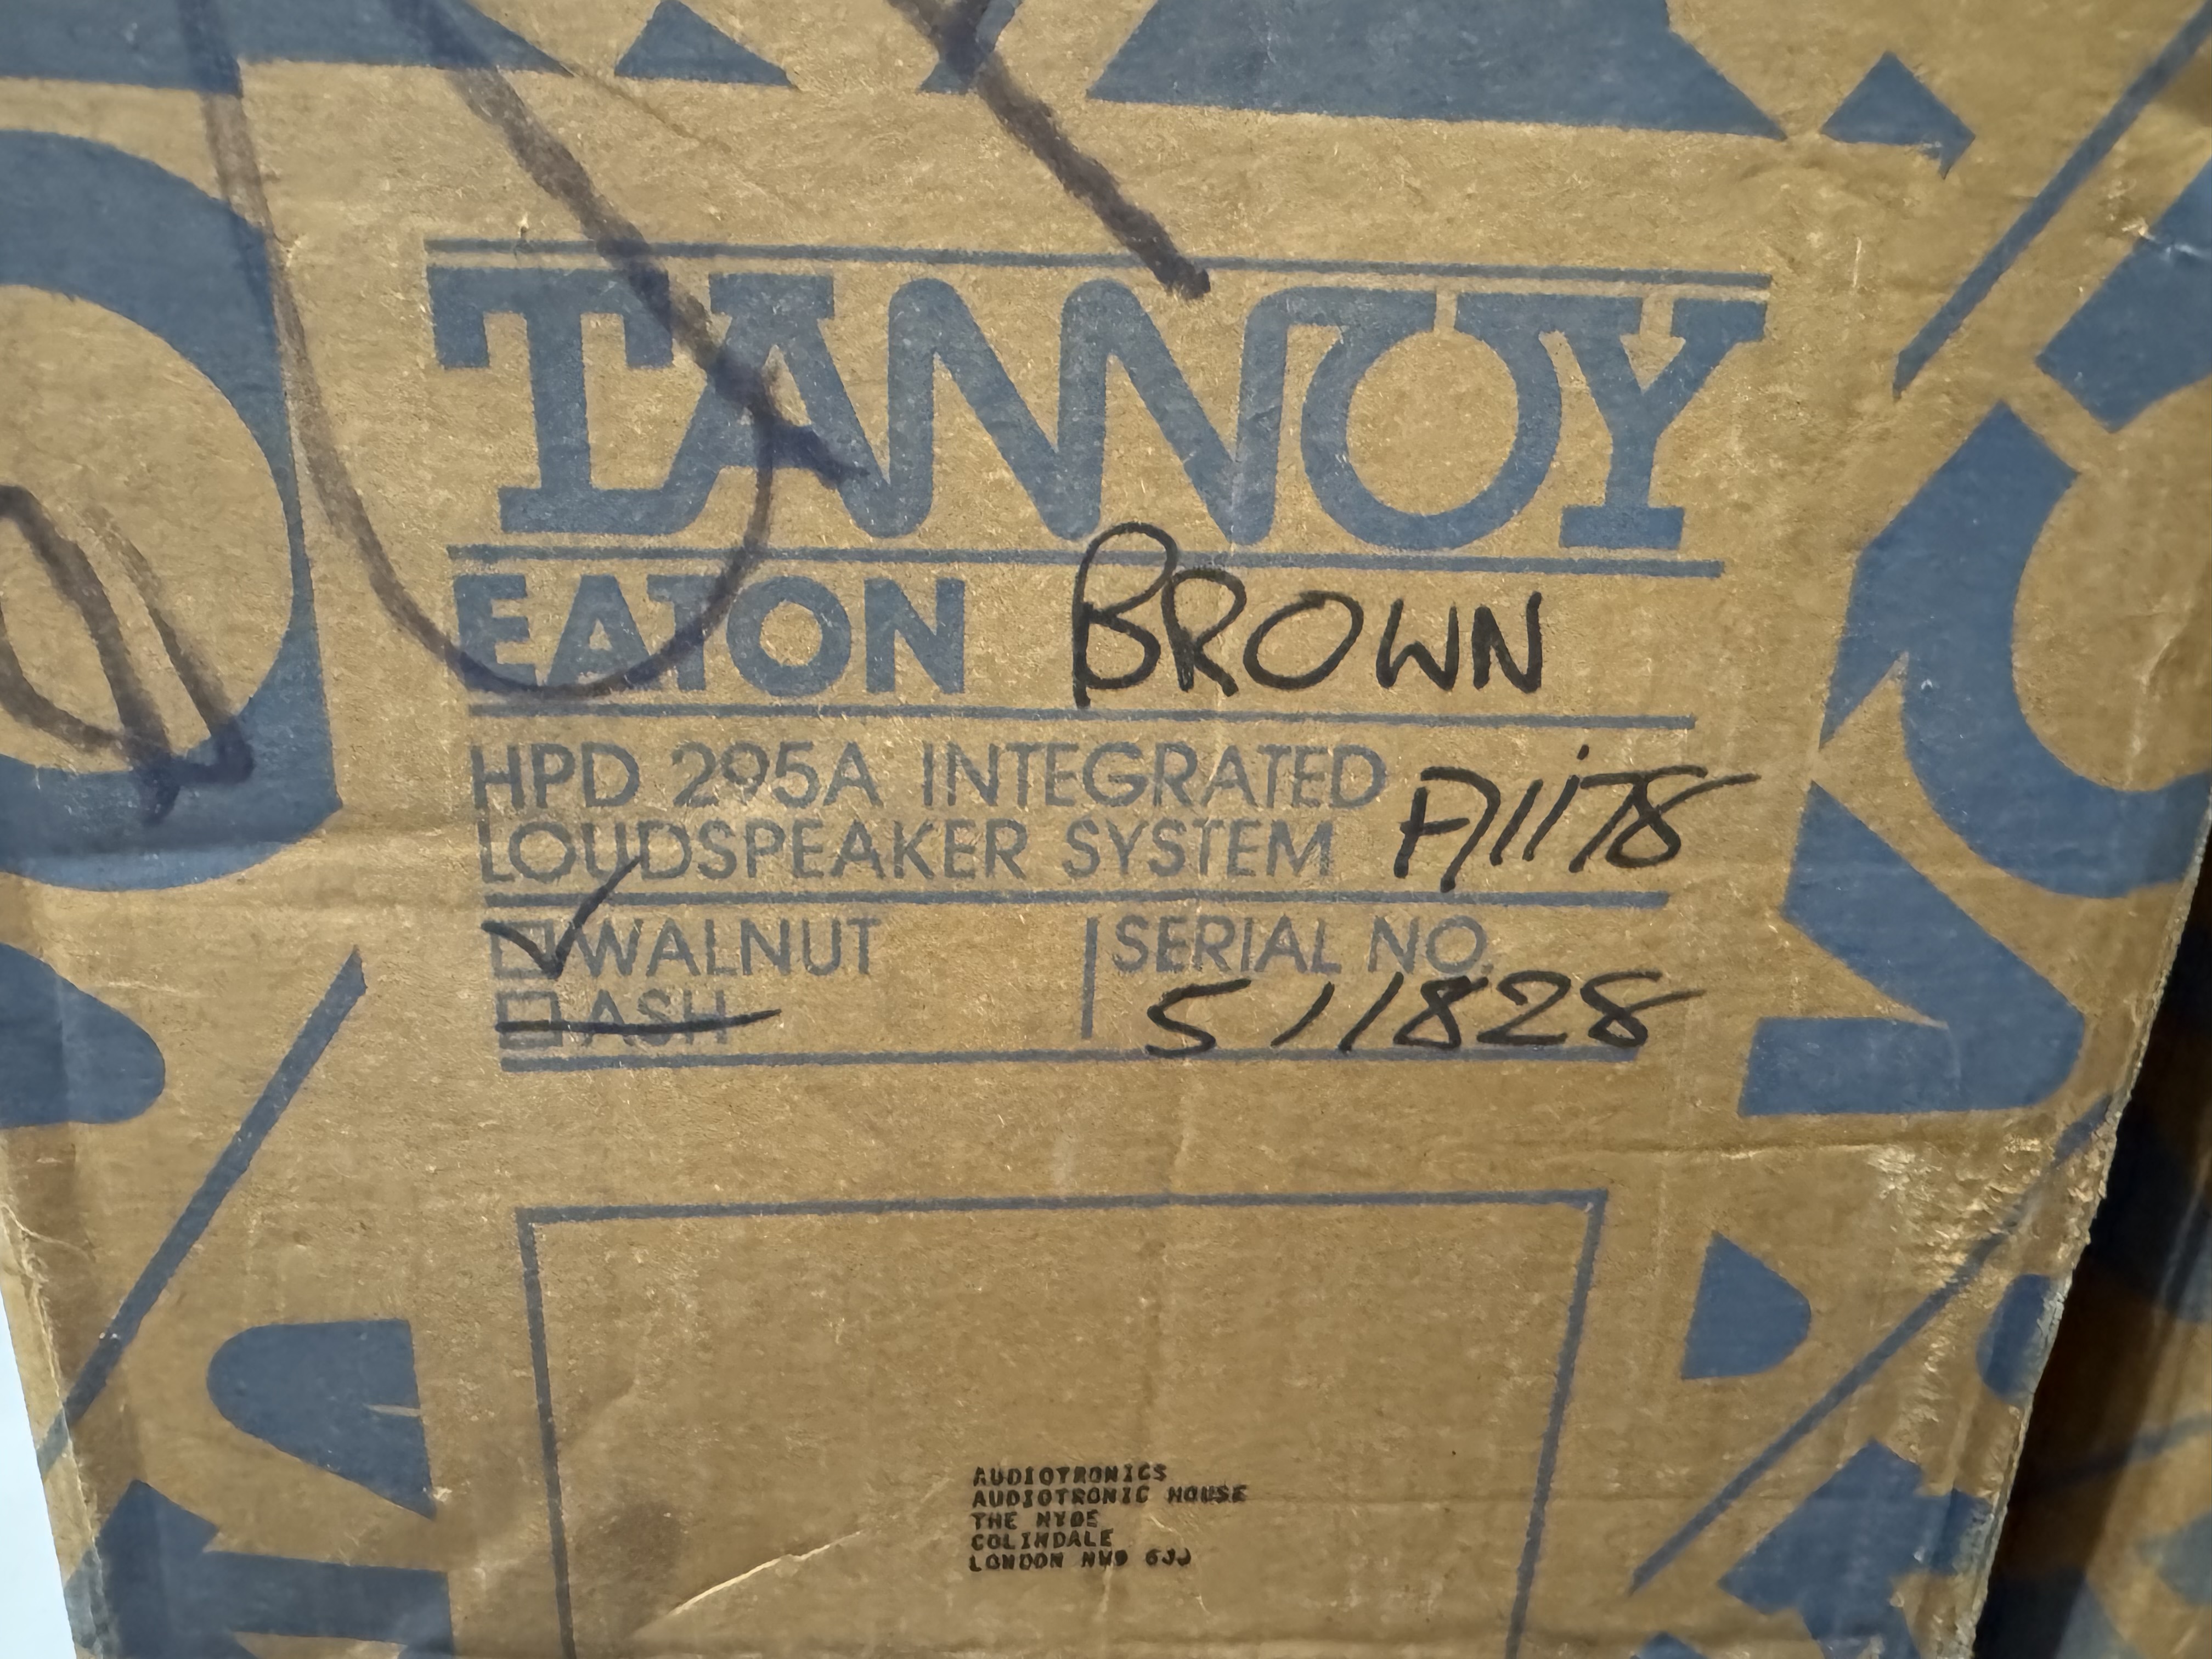 TANNOY
EATON BROWN
HPD 295A INTEGRATED
LOUDSPEAKER SYSTEM
WALNUT
ASH
SERIAL NO.
511828
AUDIOTRONICS
AUDIOTRONIC HOUSE
THE HYDE
COLINDALE
LONDON NW9 6JJ